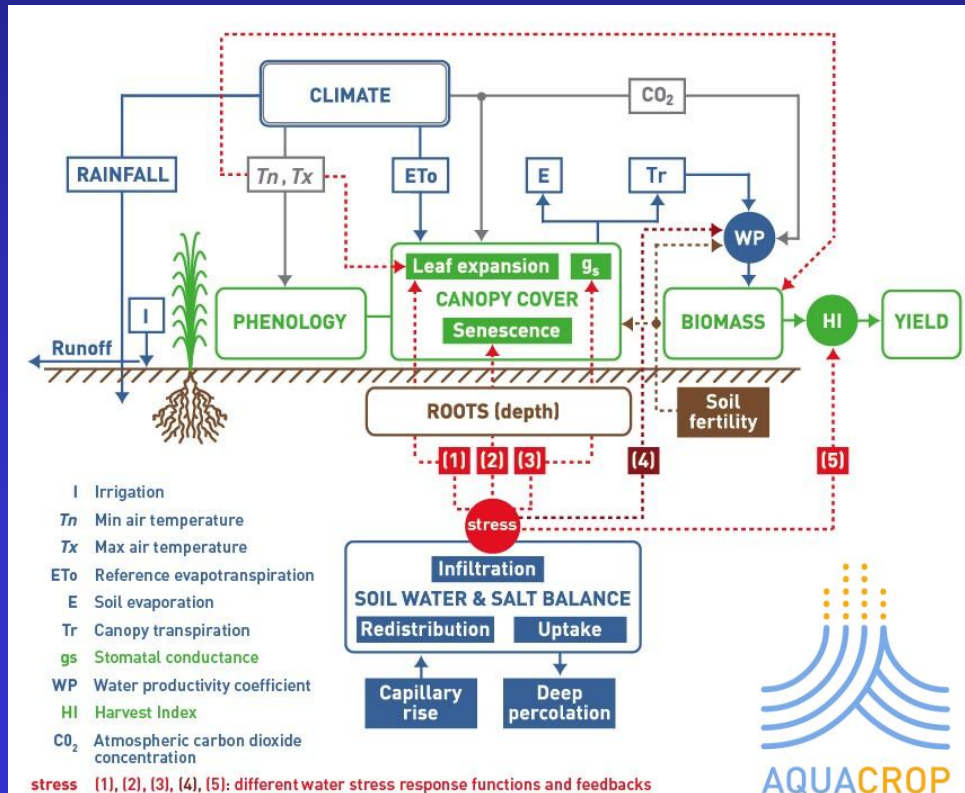 CLIMATE
CO₂
RAINFALL
Tn, Tx
ETo
E
Tr
WP
Leaf expansion
gs
CANOPY COVER
Senescence
I
PHENOLOGY
BIOMASS
HI
YIELD
Runoff
ROOTS (depth)
Soil
fertility
(1)
(2)
(3)
(4)
(5)
stress
Infiltration
SOIL WATER & SALT BALANCE
Redistribution
Uptake
Capillary
rise
Deep
percolation
I Irrigation
Tn Min air temperature
Tx Max air temperature
ETo Reference evapotranspiration
E Soil evaporation
Tr Canopy transpiration
gs Stomatal conductance
WP Water productivity coefficient
HI Harvest Index
CO₂ Atmospheric carbon dioxide
concentration
stress (1), (2), (3), (4), (5): different water stress response functions and feedbacks
AQUACROP